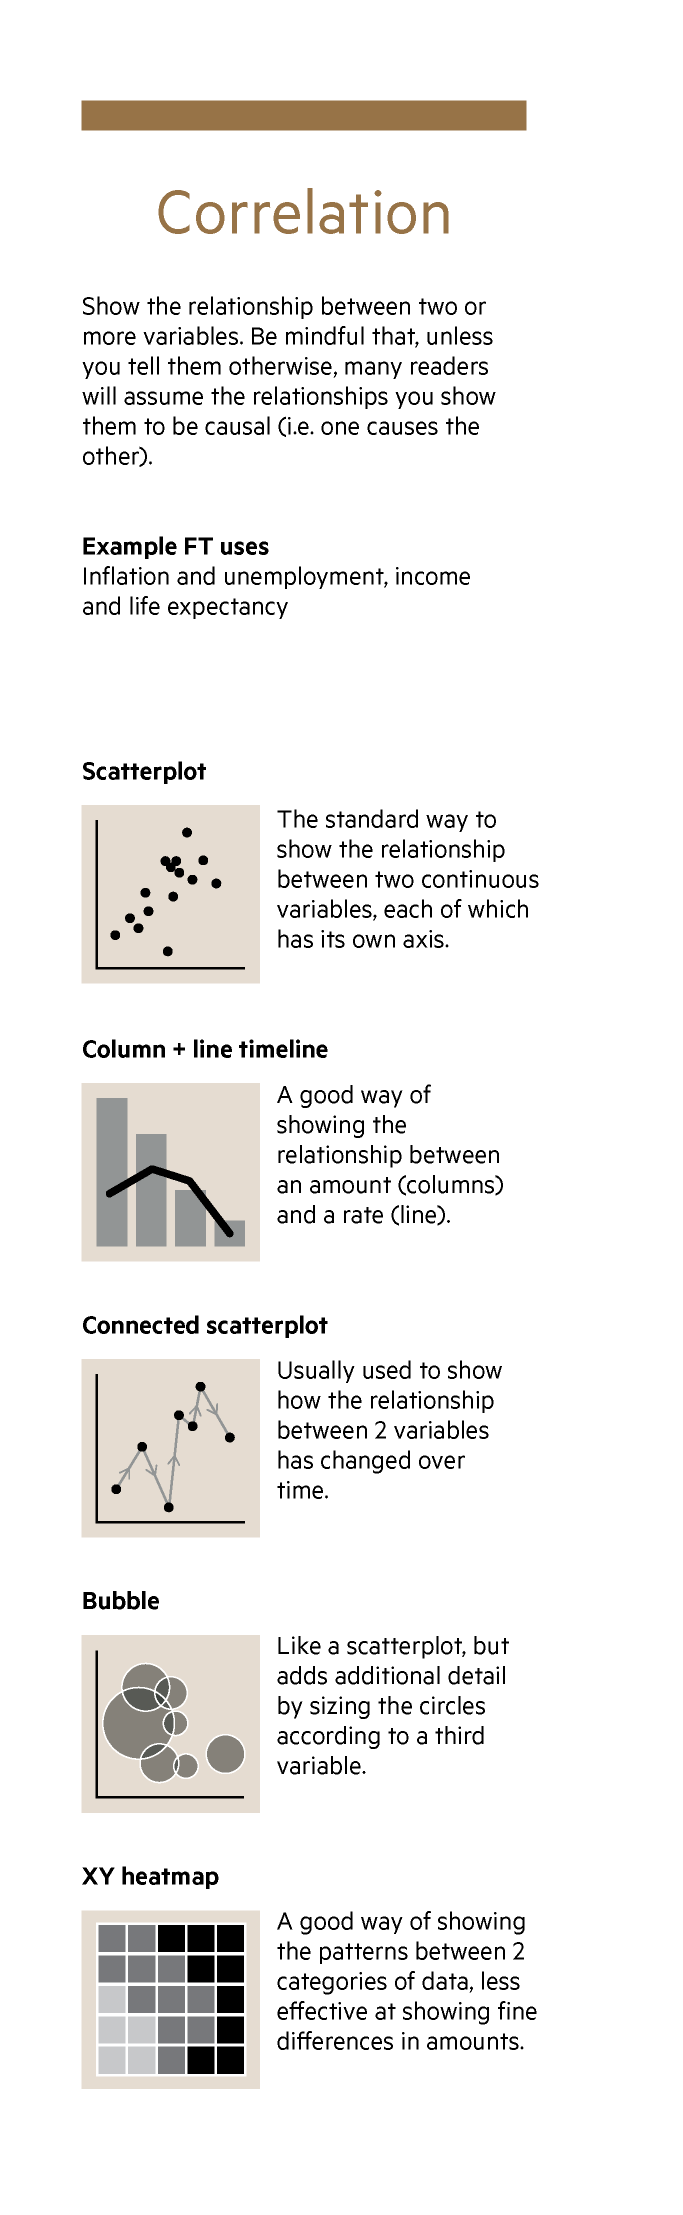 Correlation
Show the relationship between two or
more variables. Be mindful that, unless
you tell them otherwise, many readers
will assume the relationships you show
them to be causal (i.e. one causes the
other).
Example FT uses
Inflation and unemployment, income
and life expectancy
Scatterplot
The standard way to
show the relationship
between two continuous
variables, each of which
has its own axis.
Column + line timeline
A good way of
showing the
relationship between
an amount (columns)
and a rate (line).
Connected scatterplot
Usually used to show
how the relationship
between 2 variables
has changed over
time.
Bubble
Like a scatterplot, but
adds additional detail
by sizing the circles
according to a third
variable.
XY heatmap
A good way of showing
the patterns between 2
categories of data, less
effective at showing fine
differences in amounts.